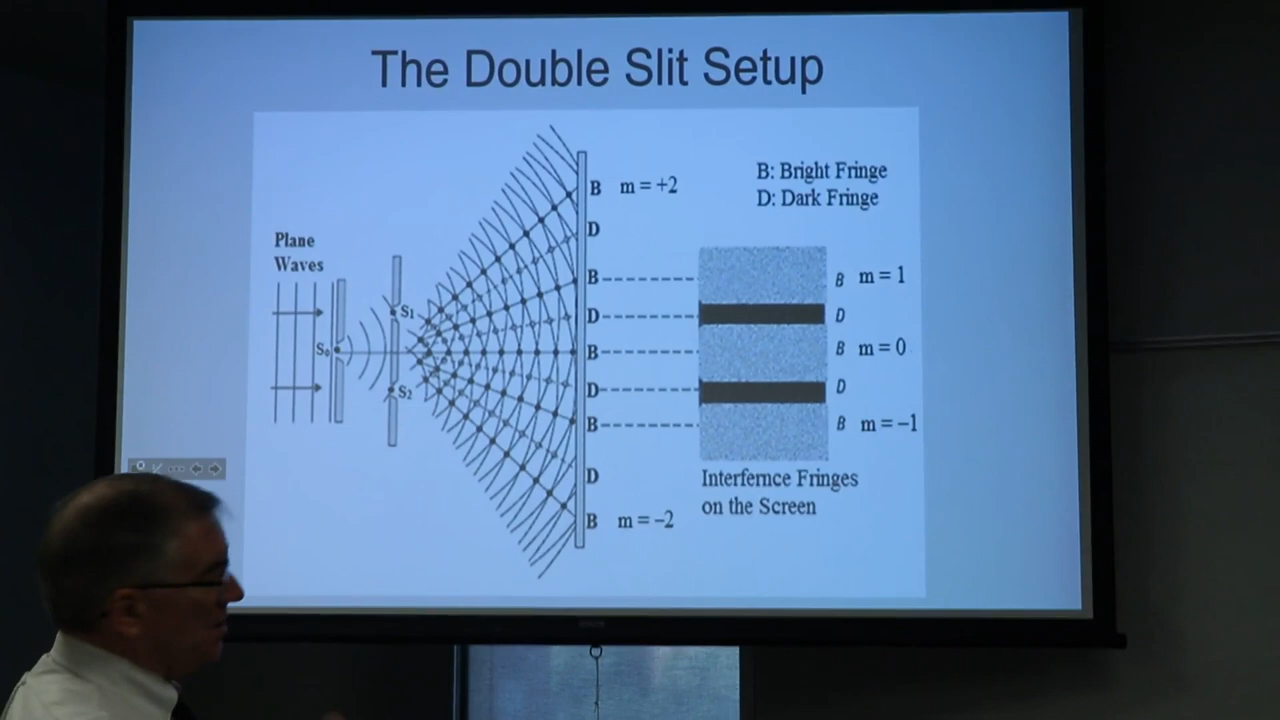 The Double Slit Setup
B: Bright Fringe
D: Dark Fringe
Plane
Waves
S₀
S₁
S₂
B m = +2
D
B
D
B
D
B
D
B m = −2
B m = 1
D
B m = 0
D
B m = −1
Interfernce Fringes
on the Screen